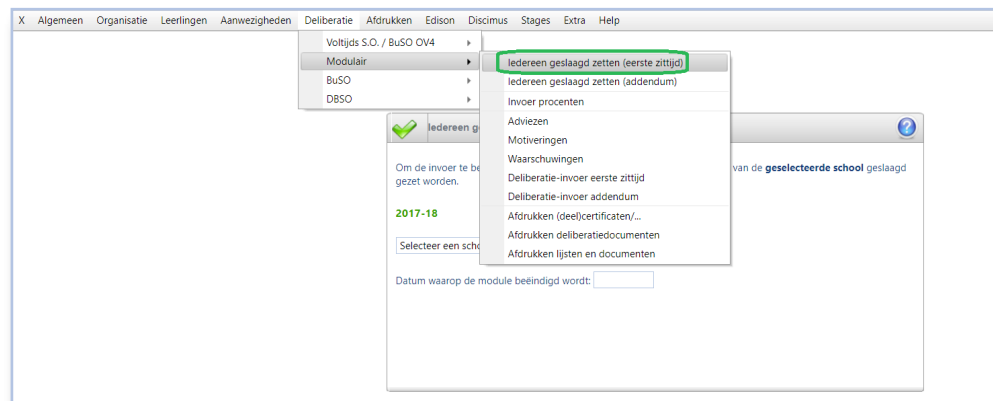 X Algemeen Organisatie Leerlingen Aanwezigheden Deliberatie Afdrukken Edison Discimus Stages Extra Help
Voltijds S.O. / BuSO OV4
Modulair
BuSO
DBSO
Iedereen geslaagd zetten (eerste zittijd)
Iedereen geslaagd zetten (addendum)
Invoer procenten
Adviezen
Motiveringen
Waarschuwingen
Deliberatie-invoer eerste zittijd
Deliberatie-invoer addendum
Afdrukken (deel)certificaten/...
Afdrukken deliberatiedocumenten
Afdrukken lijsten en documenten
Iedereen
Om de invoer te van de geselecteerde school geslaagd
gezet worden.
2017-18
Selecteer een
Datum waarop de module beëindigd wordt: